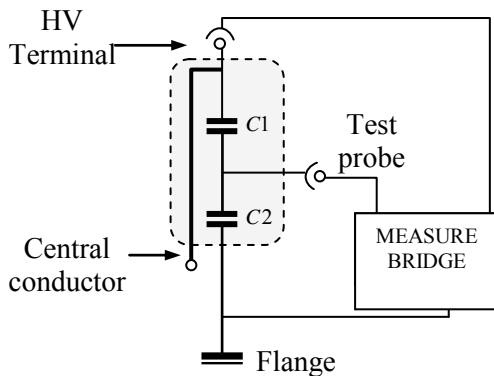 HV
Terminal
C1
Test
probe
C2
Central
conductor
MEASURE
BRIDGE
Flange